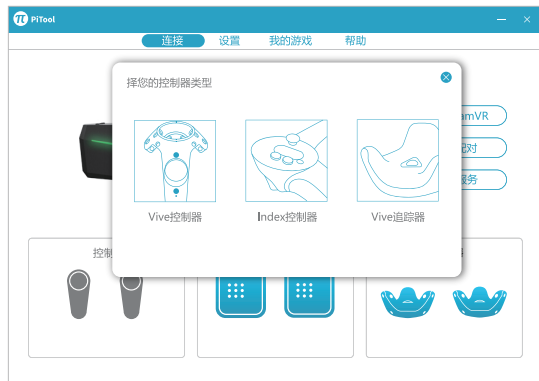 PiTool
连接 设置 我的游戏 帮助
择您的控制器类型
Vive控制器 Index控制器 Vive追踪器
amVR
配对
服务
控制